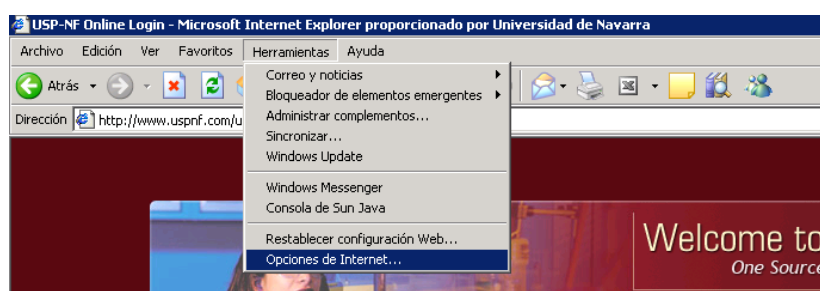 USP-NF Online Login - Microsoft Internet Explorer proporcionado por Universidad de Navarra
Archivo Edición Ver Favoritos Herramientas Ayuda
Atrás
Dirección http://www.uspnf.com/u
Correo y noticias
Bloqueador de elementos emergentes
Administrar complementos...
Sincronizar...
Windows Update
Windows Messenger
Consola de Sun Java
Restablecer configuración Web...
Opciones de Internet...
Welcome to
One Source